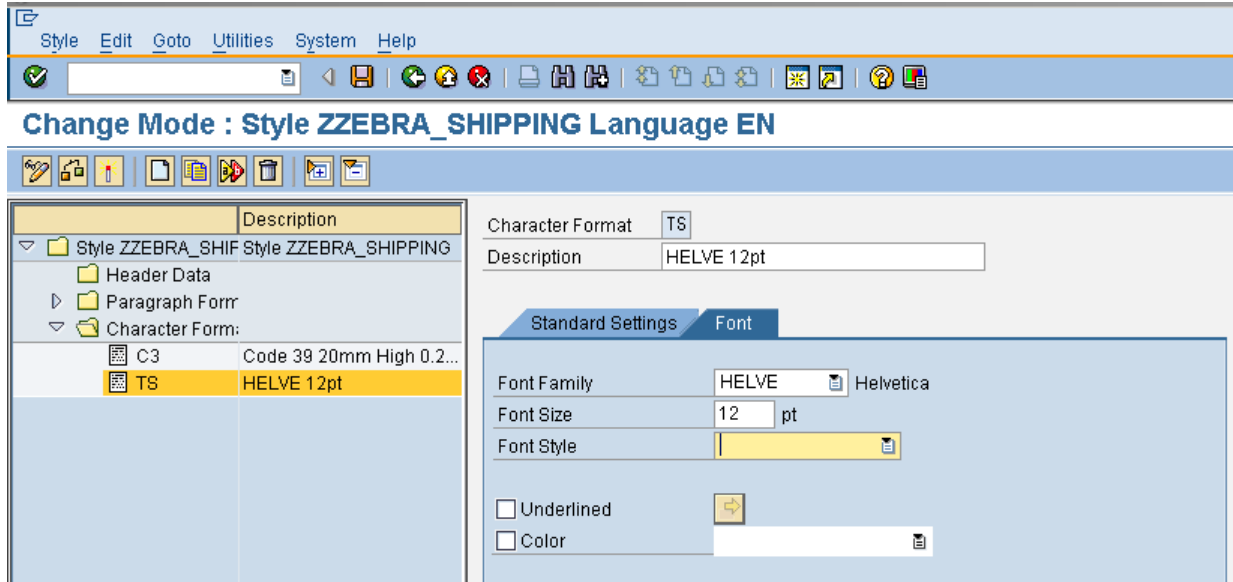 Style Edit Goto Utilities System Help
Change Mode : Style ZZEBRA_SHIPPING Language EN
Description
Style ZZEBRA_SHIF Style ZZEBRA_SHIPPING
Header Data
Paragraph Form
Character Forma
C3 Code 39 20mm High 0.2...
TS HELVE 12pt
Character Format TS
Description HELVE 12pt
Standard Settings Font
Font Family HELVE Helvetica
Font Size 12 pt
Font Style
Underlined
Color